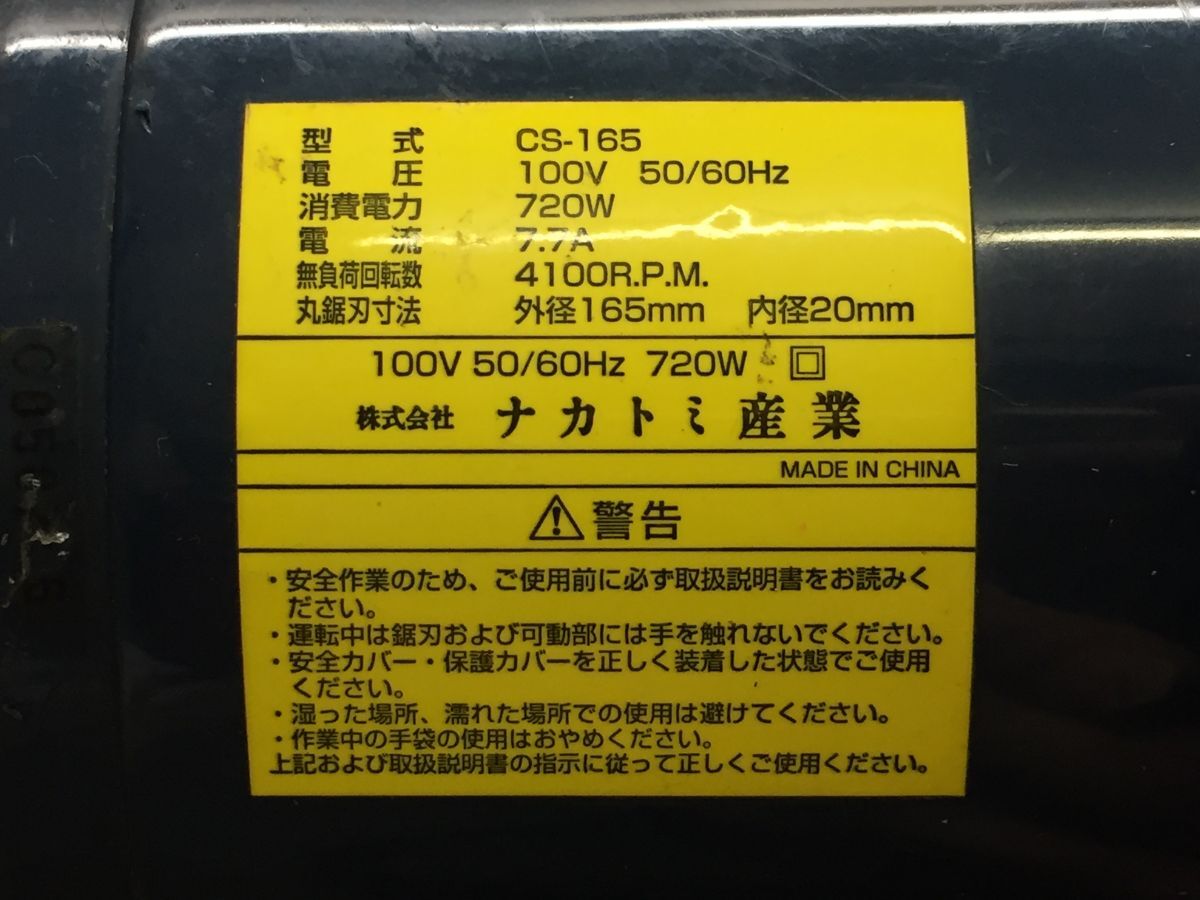 型式 CS-165
電圧 100V 50/60Hz
消費電力 720W
電流 7.7A
無負荷回転数 4100R.P.M.
丸鋸刃寸法 外径165mm 内径20mm
100V 50/60Hz 720W
株式会社 ナカトミ産業
MADE IN CHINA
警告
・安全作業のため、ご使用前に必ず取扱説明書をお読みく
ださい。
・運転中は鋸刃および可動部には手を触れないでください。
・安全カバー・保護カバーを正しく装着した状態でご使用
ください。
・湿った場所、濡れた場所での使用は避けてください。
・作業中の手袋の使用はおやめください。
上記および取扱説明書の指示に従って正しくご使用ください。